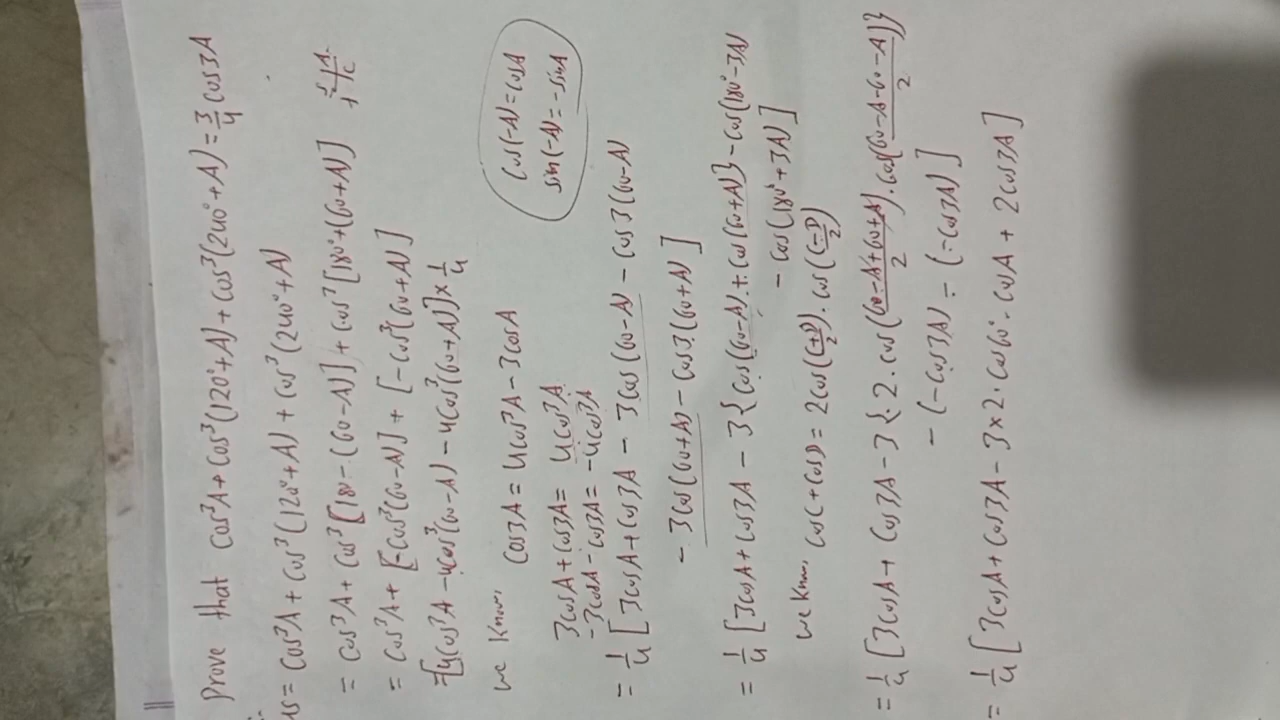 Prove that cos³A + cos³(120°+A) + cos³(240°+A) = 3/4 cos3A
HS = cos³A + cos³(120°+A) + cos³(240°+A)
= cos³A + cos³[180-(60-A)] + cos³[180°+(60+A)]
= cos³A + [-cos³(60-A)] + [-cos³(60+A)]
=[4cos³A - 4cos³(60-A) - 4cos³(60+A)] × 1/4
cos(-A) = cosA
sin(-A) = -sinA
We know, cos3A = 4cos³A - 3cosA
3cosA + cos3A = 4cos³A
-3cosA - cos3A = -4cos³A
= 1/4 [3cosA + cos3A - 3cos(60-A) - cos3(60-A)
- 3cos(60+A) - cos3(60+A)]
= 1/4 [3cosA + cos3A - 3{cos(60-A) + cos(60+A)} - cos(180°-3A)
- cos(180°+3A)]
We know, cosC + cosD = 2cos((C+D)/2).cos((C-D)/2)
= 1/4 [3cosA + cos3A - 3{2.cos((60-A+60+A)/2).cos((60-A-60-A)/2)}
- (-cos3A) - (-cos3A)]
= 1/4 [3cosA + cos3A - 3×2.cos60°.cosA + 2cos3A]